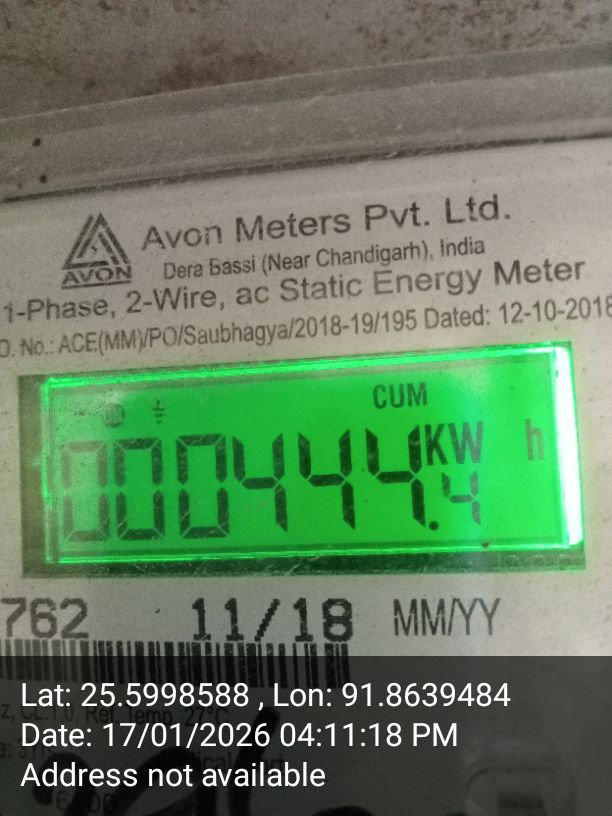 Avon Meters Pvt. Ltd.
AVON
Dera Bassi (Near Chandigarh), India
1-Phase, 2-Wire, ac Static Energy Meter
O. No.: ACE(MM)/PO/Saubhagya/2018-19/195 Dated: 12-10-2018
CUM
000444.4 KW h
762 11/18 MM/YY
Lat: 25.5998588 , Lon: 91.8639484
Date: 17/01/2026 04:11:18 PM
Address not available